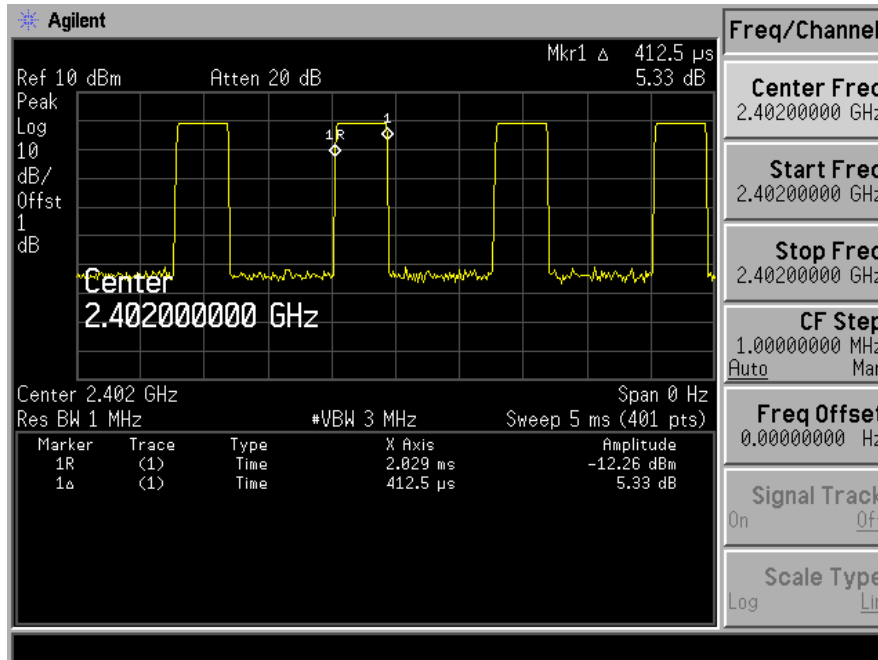 Agilent
Freq/Channel
Mkr1 Δ 412.5 µs
Ref 10 dBm Atten 20 dB 5.33 dB
Peak
Log
10
dB/
Offst
1
dB
1R
1
Center
2.402000000 GHz
Center 2.402 GHz Span 0 Hz
Res BW 1 MHz #VBW 3 MHz Sweep 5 ms (401 pts)
Marker Trace Type X Axis Amplitude
1R (1) Time 2.029 ms -12.26 dBm
1Δ (1) Time 412.5 µs 5.33 dB
Center Freq
2.40200000 GHz
Start Freq
2.40200000 GHz
Stop Freq
2.40200000 GHz
CF Step
1.00000000 MHz
Auto Man
Freq Offset
0.00000000 Hz
Signal Track
On Off
Scale Type
Log Lin